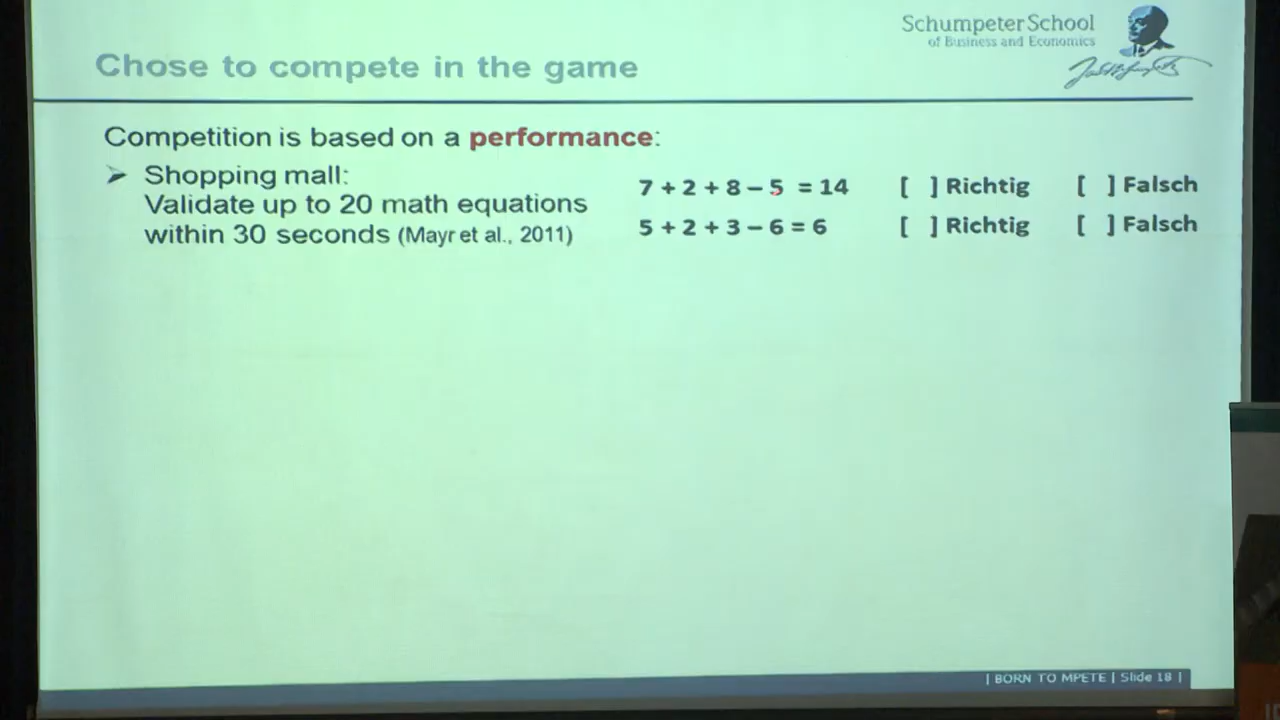 Schumpeter School
of Business and Economics
Chose to compete in the game
Competition is based on a performance:
➢ Shopping mall:
Validate up to 20 math equations
within 30 seconds (Mayr et al., 2011)
7 + 2 + 8 – 5 = 14 [ ] Richtig [ ] Falsch
5 + 2 + 3 – 6 = 6 [ ] Richtig [ ] Falsch
| BORN TO MPETE | Slide 18 |